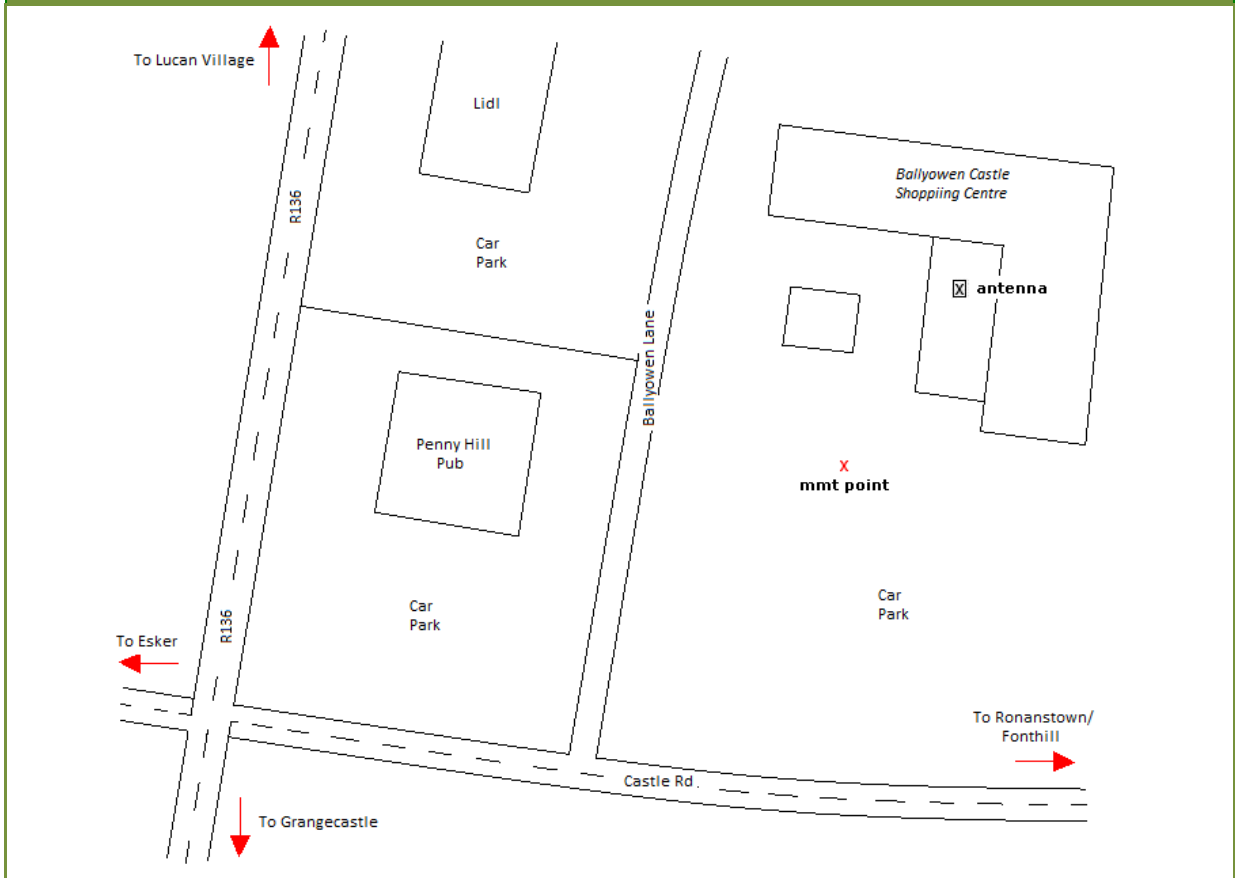 To Lucan Village
Lidl
Ballyowen Castle
Shoppiing Centre
R136
Car
Park
X antenna
Ballyowen Lane
Penny Hill
Pub
X
mmt point
Car
Park
Car
Park
R136
To Esker
To Ronanstown/
Fonthill
Castle Rd.
To Grangecastle